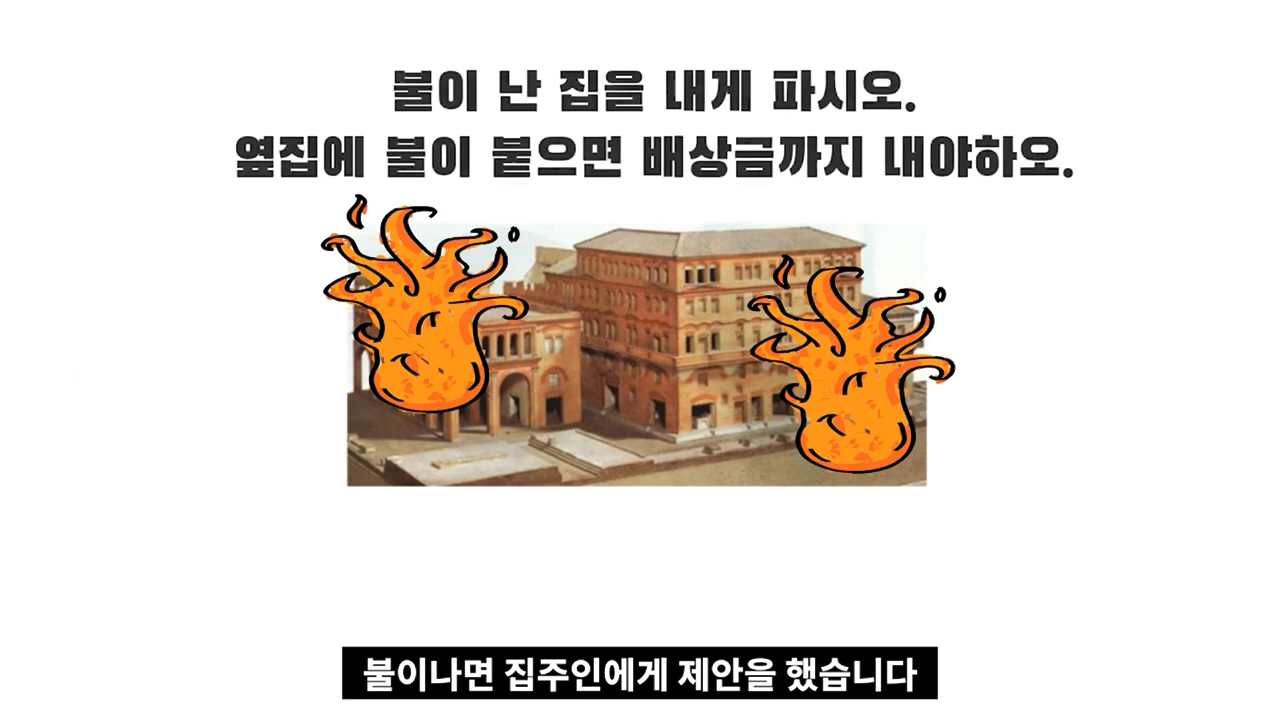 불이 난 집을 내게 파시오.
옆집에 불이 붙으면 배상금까지 내야하오.
불이나면 집주인에게 제안을 했습니다